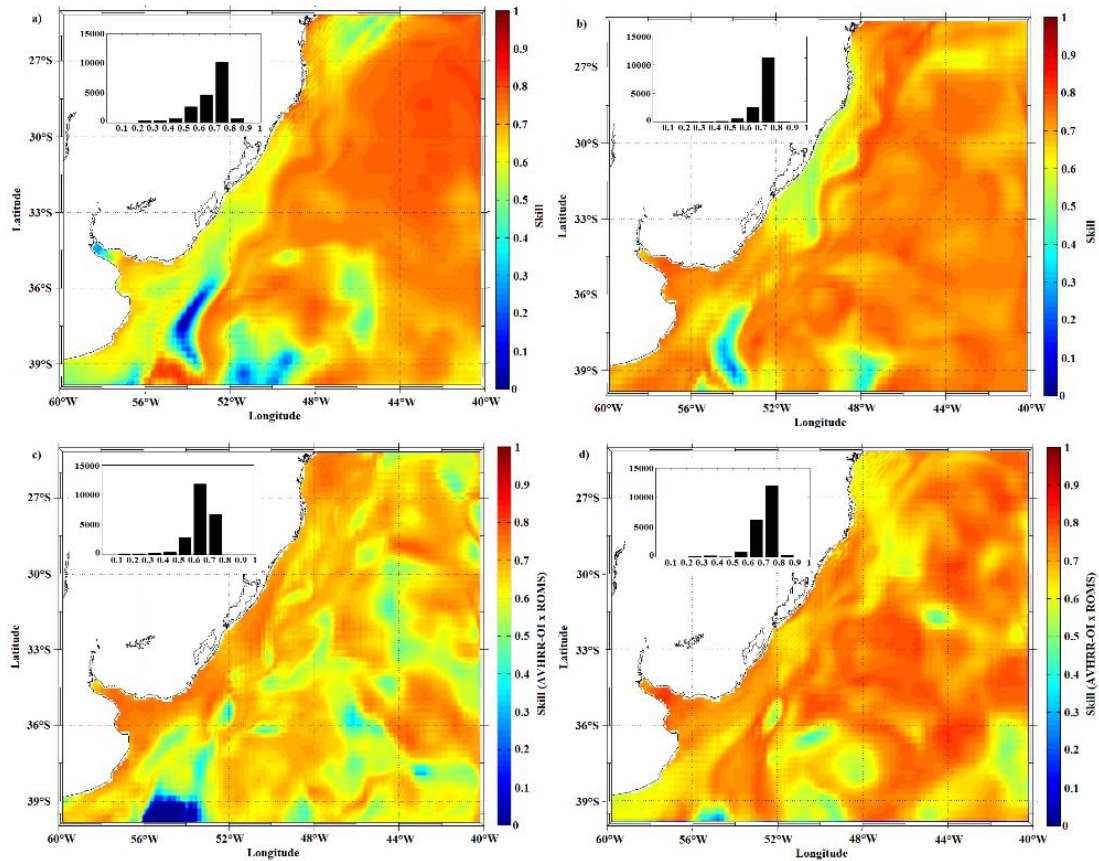 a)
15000
10000
5000
0
0.1 0.2 0.3 0.4 0.5 0.6 0.7 0.8 0.9 1
27°S
30°S
33°S
36°S
39°S
Latitude
60°W 56°W 52°W 48°W 44°W 40°W
Longitude
1
0.9
0.8
0.7
0.6
0.5
0.4
0.3
0.2
0.1
0
Skill
b)
15000
10000
5000
0
0.1 0.2 0.3 0.4 0.5 0.6 0.7 0.8 0.9 1
27°S
30°S
33°S
36°S
39°S
Latitude
60°W 56°W 52°W 48°W 44°W 40°W
Longitude
1
0.9
0.8
0.7
0.6
0.5
0.4
0.3
0.2
0.1
0
Skill
c)
15000
10000
5000
0
0.1 0.2 0.3 0.4 0.5 0.6 0.7 0.8 0.9 1
27°S
30°S
33°S
36°S
39°S
Latitude
60°W 56°W 52°W 48°W 44°W 40°W
Longitude
1
0.9
0.8
0.7
0.6
0.5
0.4
0.3
0.2
0.1
0
Skill (AVHRR-OI x ROMS)
d)
15000
10000
5000
0
0.1 0.2 0.3 0.4 0.5 0.6 0.7 0.8 0.9 1
27°S
30°S
33°S
36°S
39°S
Latitude
60°W 56°W 52°W 48°W 44°W 40°W
Longitude
1
0.9
0.8
0.7
0.6
0.5
0.4
0.3
0.2
0.1
0
Skill (AVHRR-OI x ROMS)